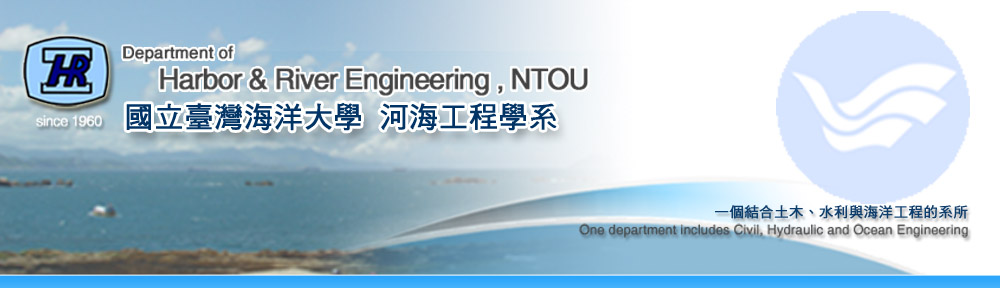 HR
since 1960
Department of
Harbor & River Engineering , NTOU
國立臺灣海洋大學 河海工程學系
一個結合土木、水利與海洋工程的系所
One department includes Civil, Hydraulic and Ocean Engineering